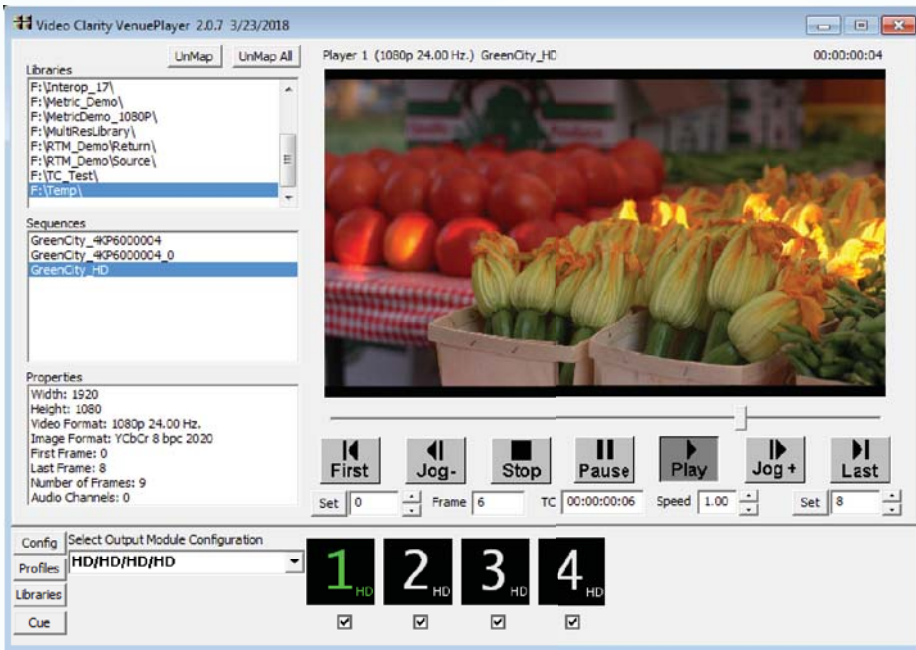 Video Clarity VenuePlayer 2.0.7 3/23/2018
UnMap UnMap All
Libraries
F:\Interop_17\
F:\Metric_Demo\
F:\MetricDemo_1080P\
F:\MultiResLibrary\
F:\RTM_Demo\Return\
F:\RTM_Demo\Source\
F:\TC_Test\
F:\Temp\
Sequences
GreenCity_4KP6000004
GreenCity_4KP6000004_0
GreenCity_HD
Properties
Width: 1920
Height: 1080
Video Format: 1080p 24.00 Hz.
Image Format: YCbCr 8 bpc 2020
First Frame: 0
Last Frame: 8
Number of Frames: 9
Audio Channels: 0
Player 1 (1080p 24.00 Hz.) GreenCity_HD 00:00:00:04
First Jog- Stop Pause Play Jog + Last
Set 0 Frame 6 TC 00:00:00:06 Speed 1.00 Set 8
Config
Profiles
Libraries
Cue
Select Output Module Configuration
HD/HD/HD/HD
1 HD 2 HD 3 HD 4 HD